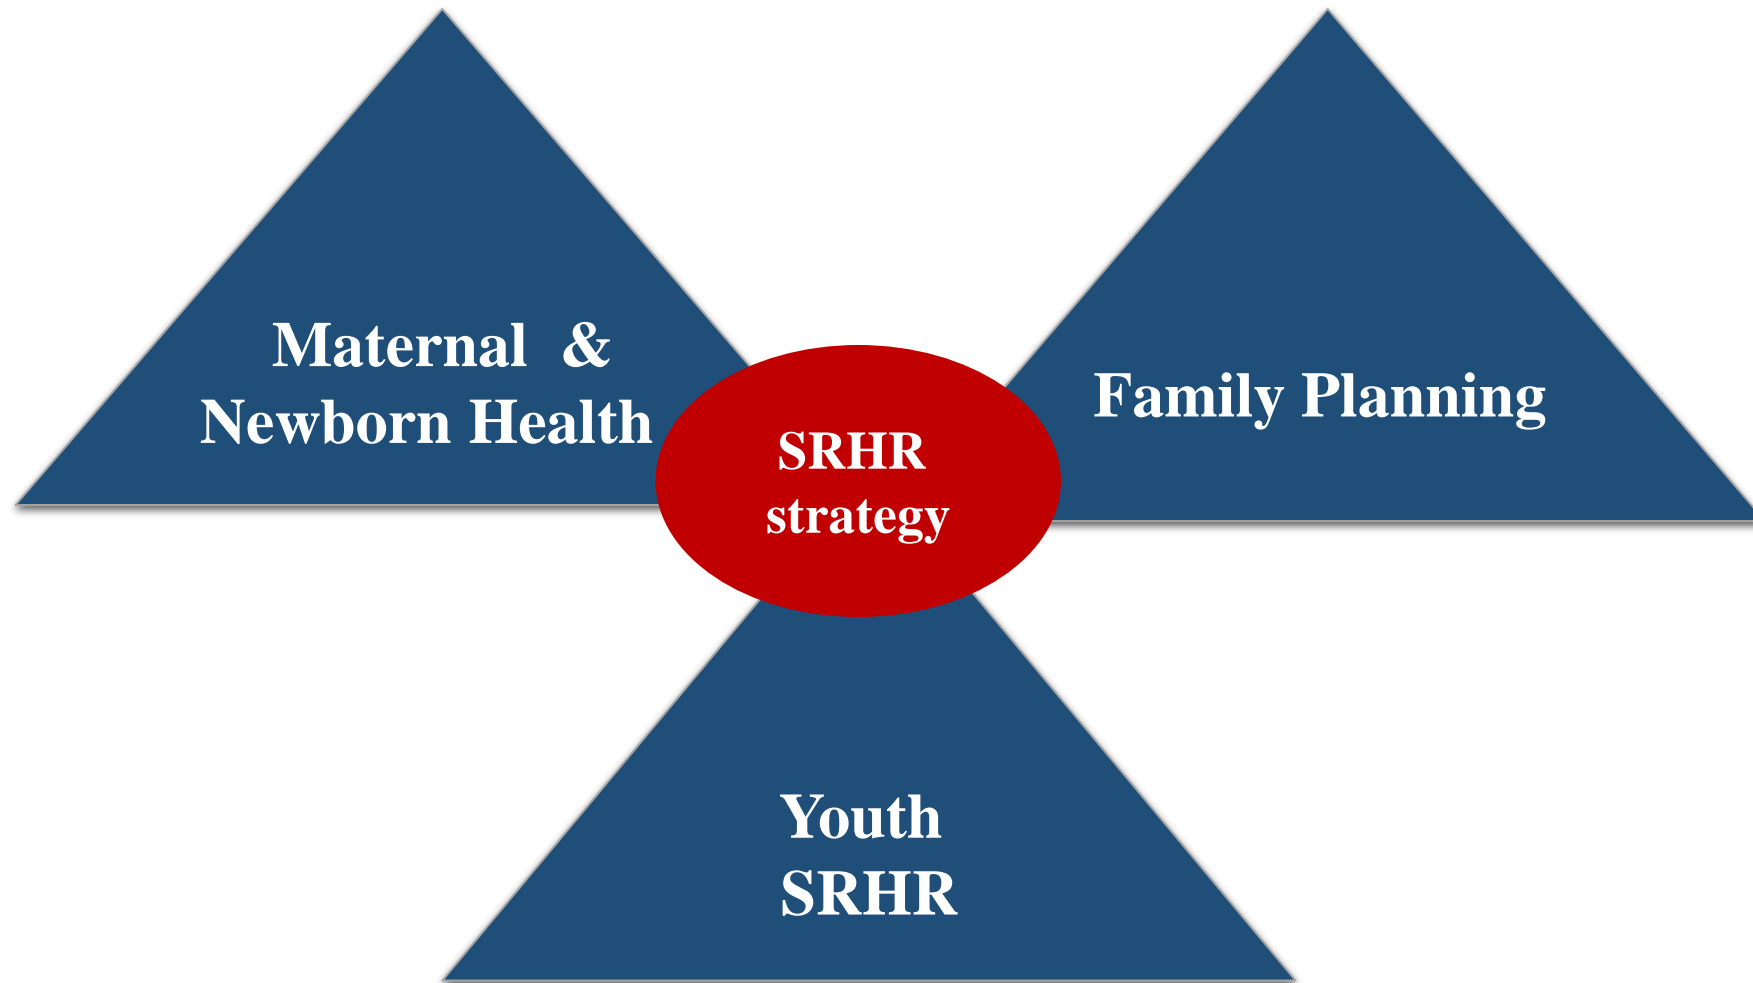 Maternal & 
Newborn Health
Family Planning
SRHR
strategy
Youth
SRHR